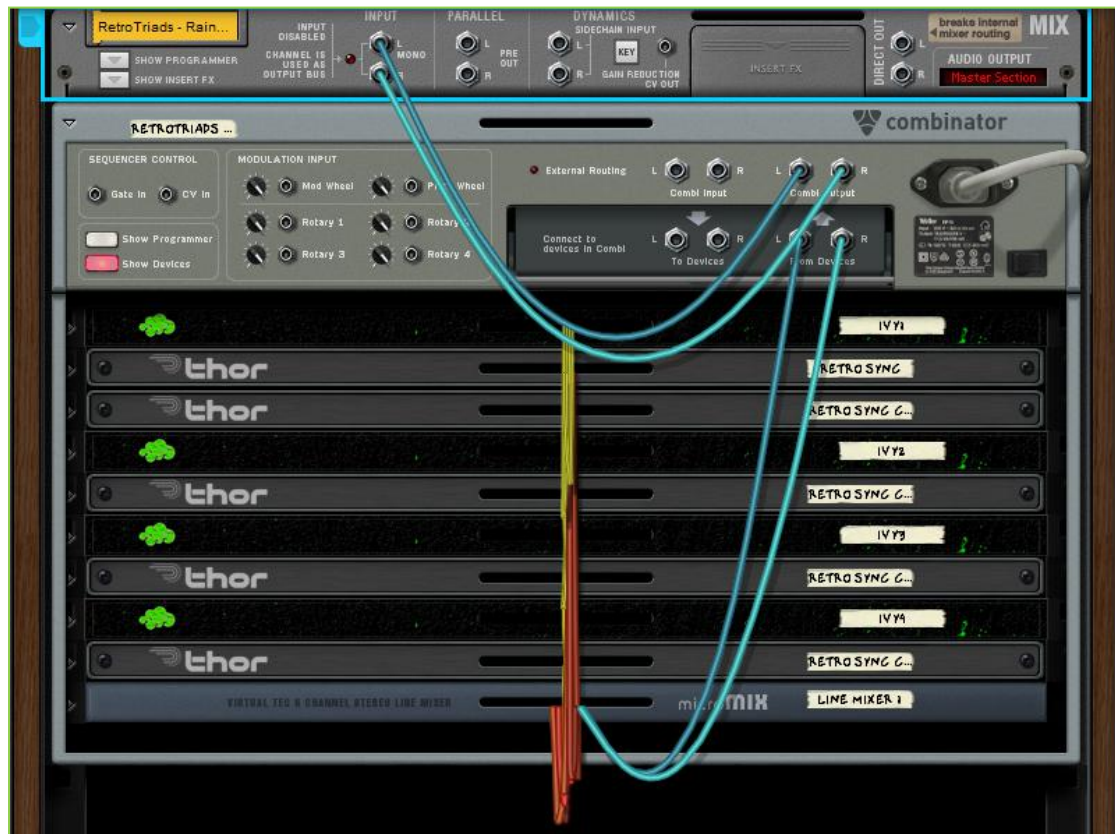 RetroTriads - Rain...
SHOW PROGRAMMER
SHOW INSERT FX
INPUT
DISABLED
CHANNEL IS
USED AS
OUTPUT BUS
INPUT
L
MONO
R
PARALLEL
L
PRE
OUT
R
DYNAMICS
SIDECHAIN INPUT
L
KEY
R
GAIN REDUCTION
CV OUT
INSERT FX
DIRECT OUT
L
R
breaks internal
mixer routing
MIX
AUDIO OUTPUT
Master Section
RETROTRIADS ...
combinator
SEQUENCER CONTROL
Gate In
CV In
Show Programmer
Show Devices
MODULATION INPUT
Mod Wheel
Wheel
Rotary 1
Rotary
Rotary 3
Rotary 4
External Routing
L
R
Combi Input
L
R
Combi Output
Connect to
devices in Combi
L
R
To Devices
L
R
From Devices
IVY1
thor
RETRO SYNC
thor
RETRO SYNC C...
IVY2
thor
RETRO SYNC C...
IVY3
thor
RETRO SYNC C...
IVY4
thor
RETRO SYNC C...
VIRTUAL TEC 6 CHANNEL STEREO LINE MIXER
microMIX
LINE MIXER 1